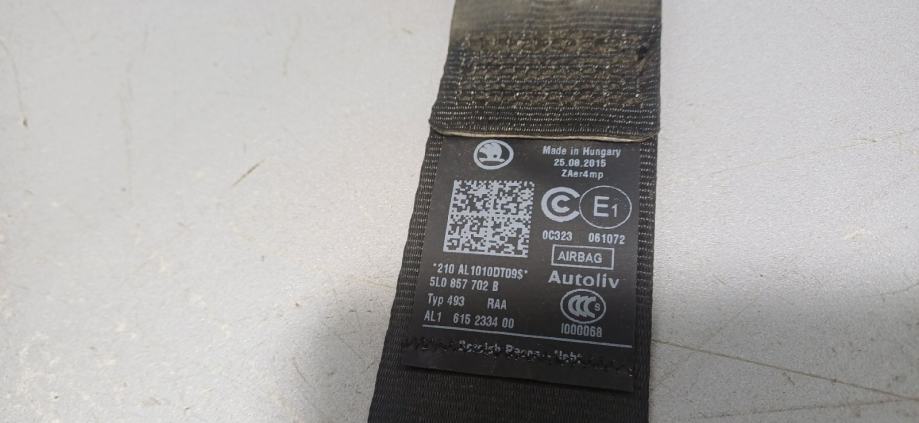 Made in Hungary
25.08.2015
ZAer4mp
E1
0C323 061072
AIRBAG
*210 AL1010DT09S*
Autoliv
5L0 857 702 B
Typ 493 RAA
CCC S
AL1 615 2334 00
I000068